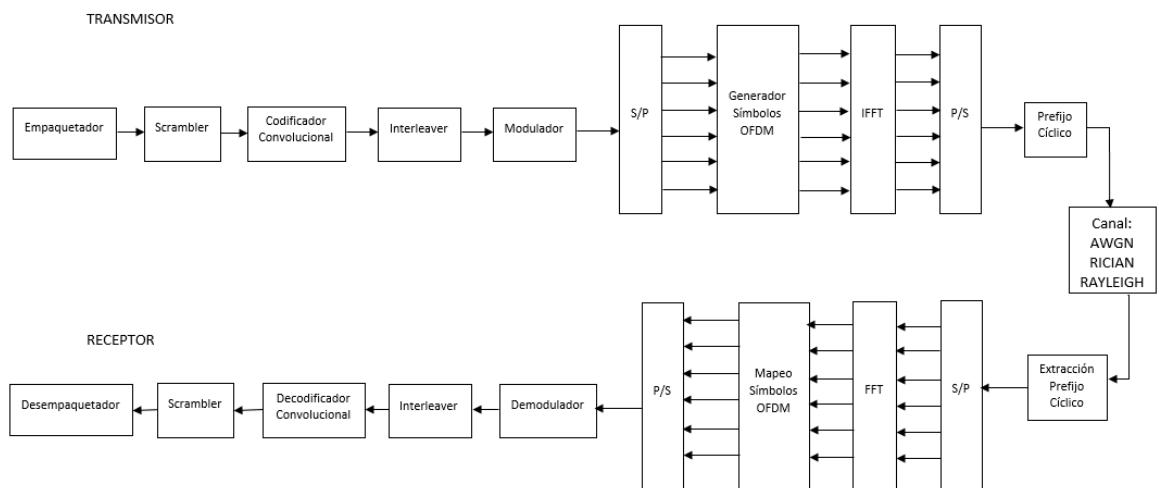 TRANSMISOR
Empaquetador
Scrambler
Codificador
Convolucional
Interleaver
Modulador
S/P
Generador
Símbolos
OFDM
IFFT
P/S
Prefijo
Cíclico
Canal:
AWGN
RICIAN
RAYLEIGH
RECEPTOR
Desempaquetador
Scrambler
Decodificador
Convolucional
Interleaver
Demodulador
P/S
Mapeo
Símbolos
OFDM
FFT
S/P
Extracción
Prefijo
Cíclico